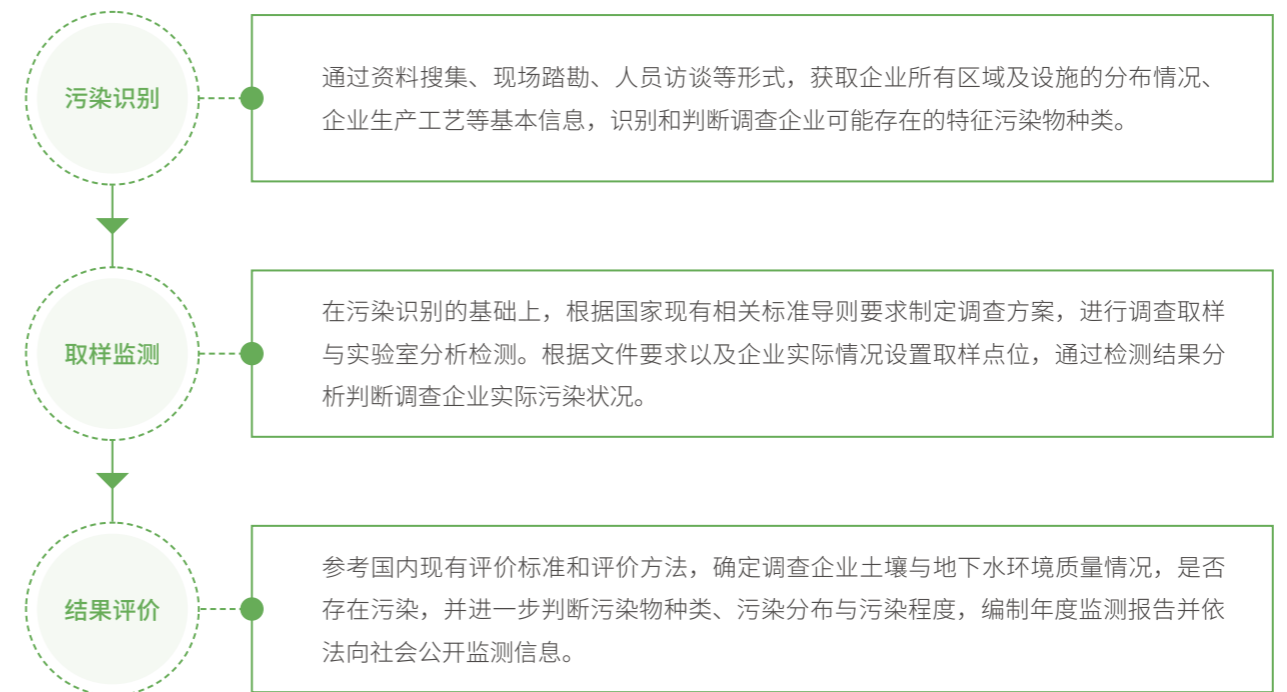 污染识别
通过资料搜集、现场踏勘、人员访谈等形式，获取企业所有区域及设施的分布情况、
企业生产工艺等基本信息，识别和判断调查企业可能存在的特征污染物种类。
取样监测
在污染识别的基础上，根据国家现有相关标准导则要求制定调查方案，进行调查取样
与实验室分析检测。根据文件要求以及企业实际情况设置取样点位，通过检测结果分
析判断调查企业实际污染状况。
结果评价
参考国内现有评价标准和评价方法，确定调查企业土壤与地下水环境质量情况，是否
存在污染，并进一步判断污染物种类、污染分布与污染程度，编制年度监测报告并依
法向社会公开监测信息。